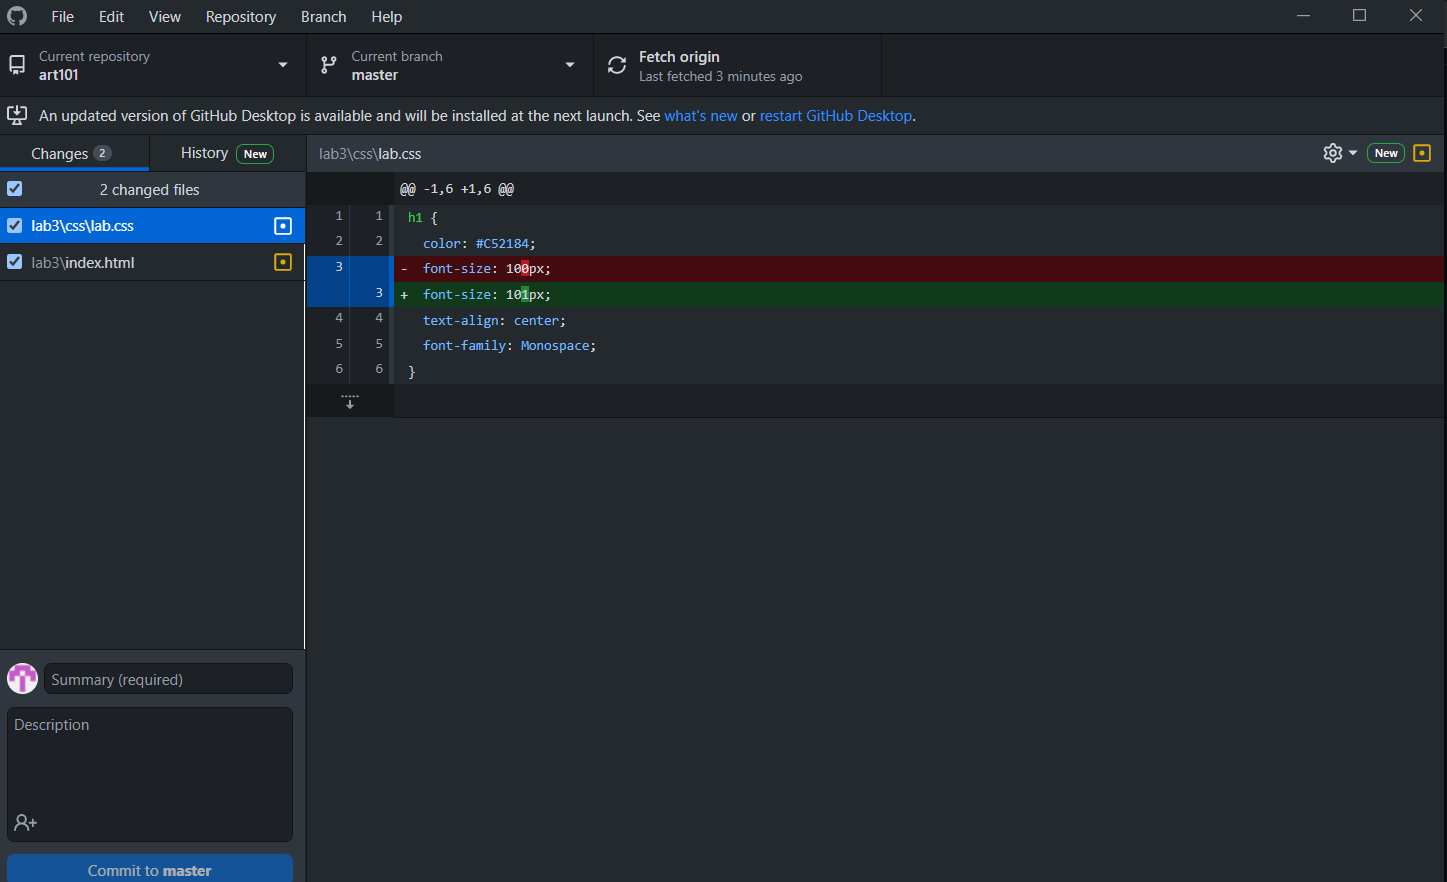 File Edit View Repository Branch Help
Current repository
art101
Current branch
master
Fetch origin
Last fetched 3 minutes ago
An updated version of GitHub Desktop is available and will be installed at the next launch. See what's new or restart GitHub Desktop.
Changes 2 History New
lab3\css\lab.css New
2 changed files
lab3\css\lab.css
lab3\index.html
@@ -1,6 +1,6 @@
1 1 h1 {
2 2 color: #C52184;
3 - font-size: 100px;
3 + font-size: 101px;
4 4 text-align: center;
5 5 font-family: Monospace;
6 6 }
Summary (required)
Description
Commit to master